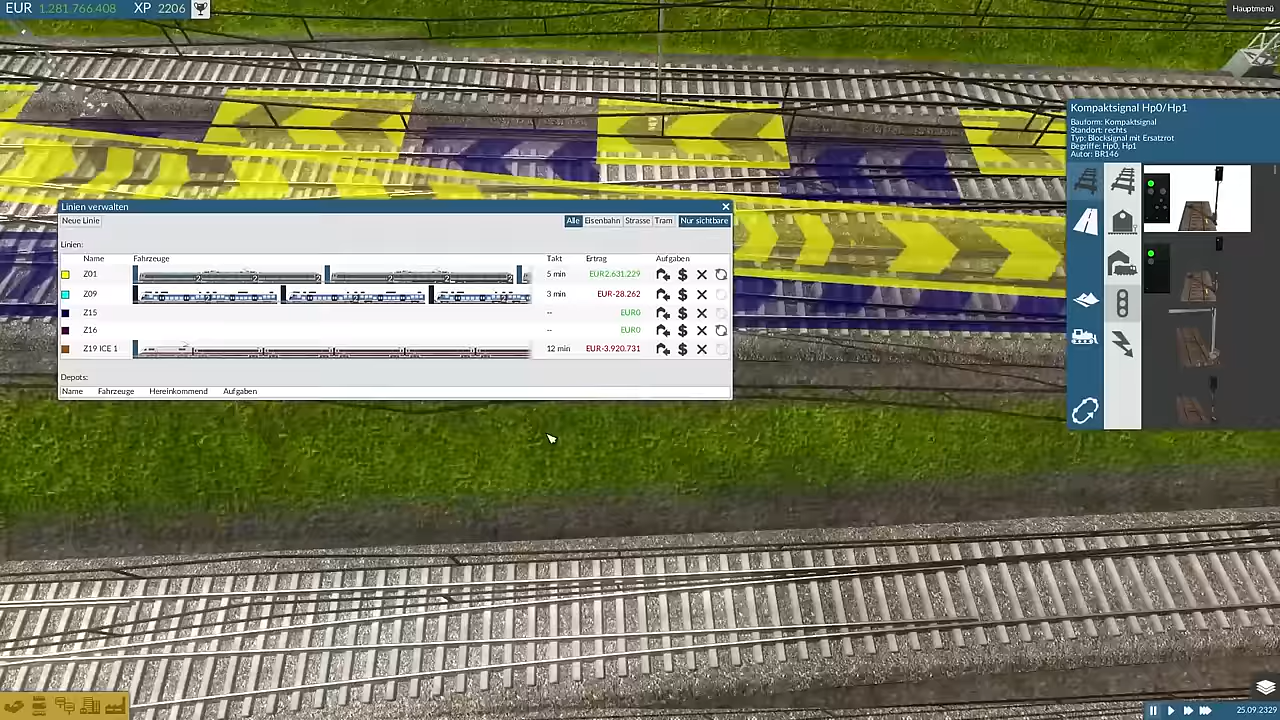 EUR 1.281 766.408 XP 2206
Hauptmenü
Kompaktsignal Hp0/Hp1
Bauform: Kompaktsignal
Standort: rechts
Typ: Blocksignal mit Ersatzrot
Begriffe: Hp0, Hp1
Autor: BR146
Linien verwalten
Neue Linie Alle Eisenbahn Strasse Tram Nur sichtbare
Linien:
Name Fahrzeuge Takt Ertrag Aufgaben
Z01 5 min EUR2.631.229
Z09 3 min EUR-28.262
Z15 -- EUR0
Z16 -- EUR0
Z19 ICE 1 12 min EUR-3.920.731
Depots:
Name Fahrzeuge Hereinkommend Aufgaben
25.09.2329